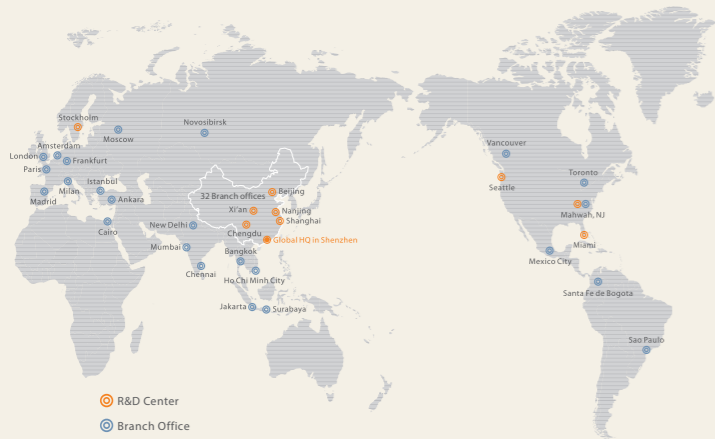 Stockholm
Moscow
Novosibirsk
Amsterdam
London
Frankfurt
Paris
Milan
Madrid
Istanbul
Ankara
Cairo
32 Branch offices
Beijing
Xi'an
Nanjing
Shanghai
Chengdu
Global HQ in Shenzhen
New Delhi
Mumbai
Chennai
Bangkok
Ho Chi Minh City
Jakarta
Surabaya
Vancouver
Seattle
Toronto
Mahwah, NJ
Miami
Mexico City
Santa Fe de Bogota
Sao Paulo
R&D Center
Branch Office